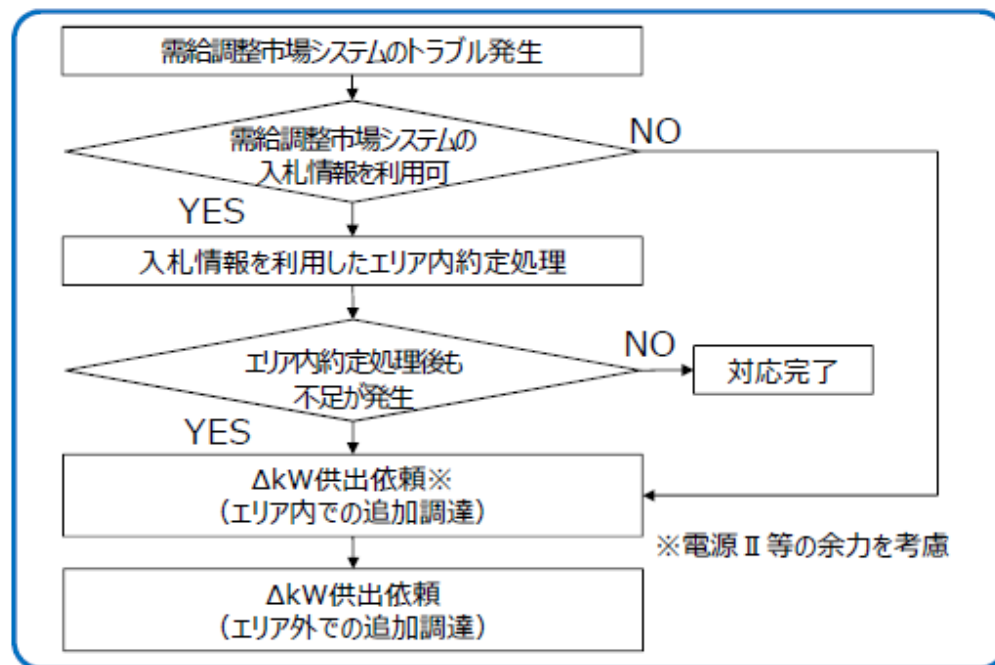 需給調整市場システムのトラブル発生
需給調整市場システムの
入札情報を利用可
NO
YES
入札情報を利用したエリア内約定処理
エリア内約定処理後も
不足が発生
NO
対応完了
YES
ΔkW供出依頼※
（エリア内での追加調達）
※電源Ⅱ等の余力を考慮
ΔkW供出依頼
（エリア外での追加調達）